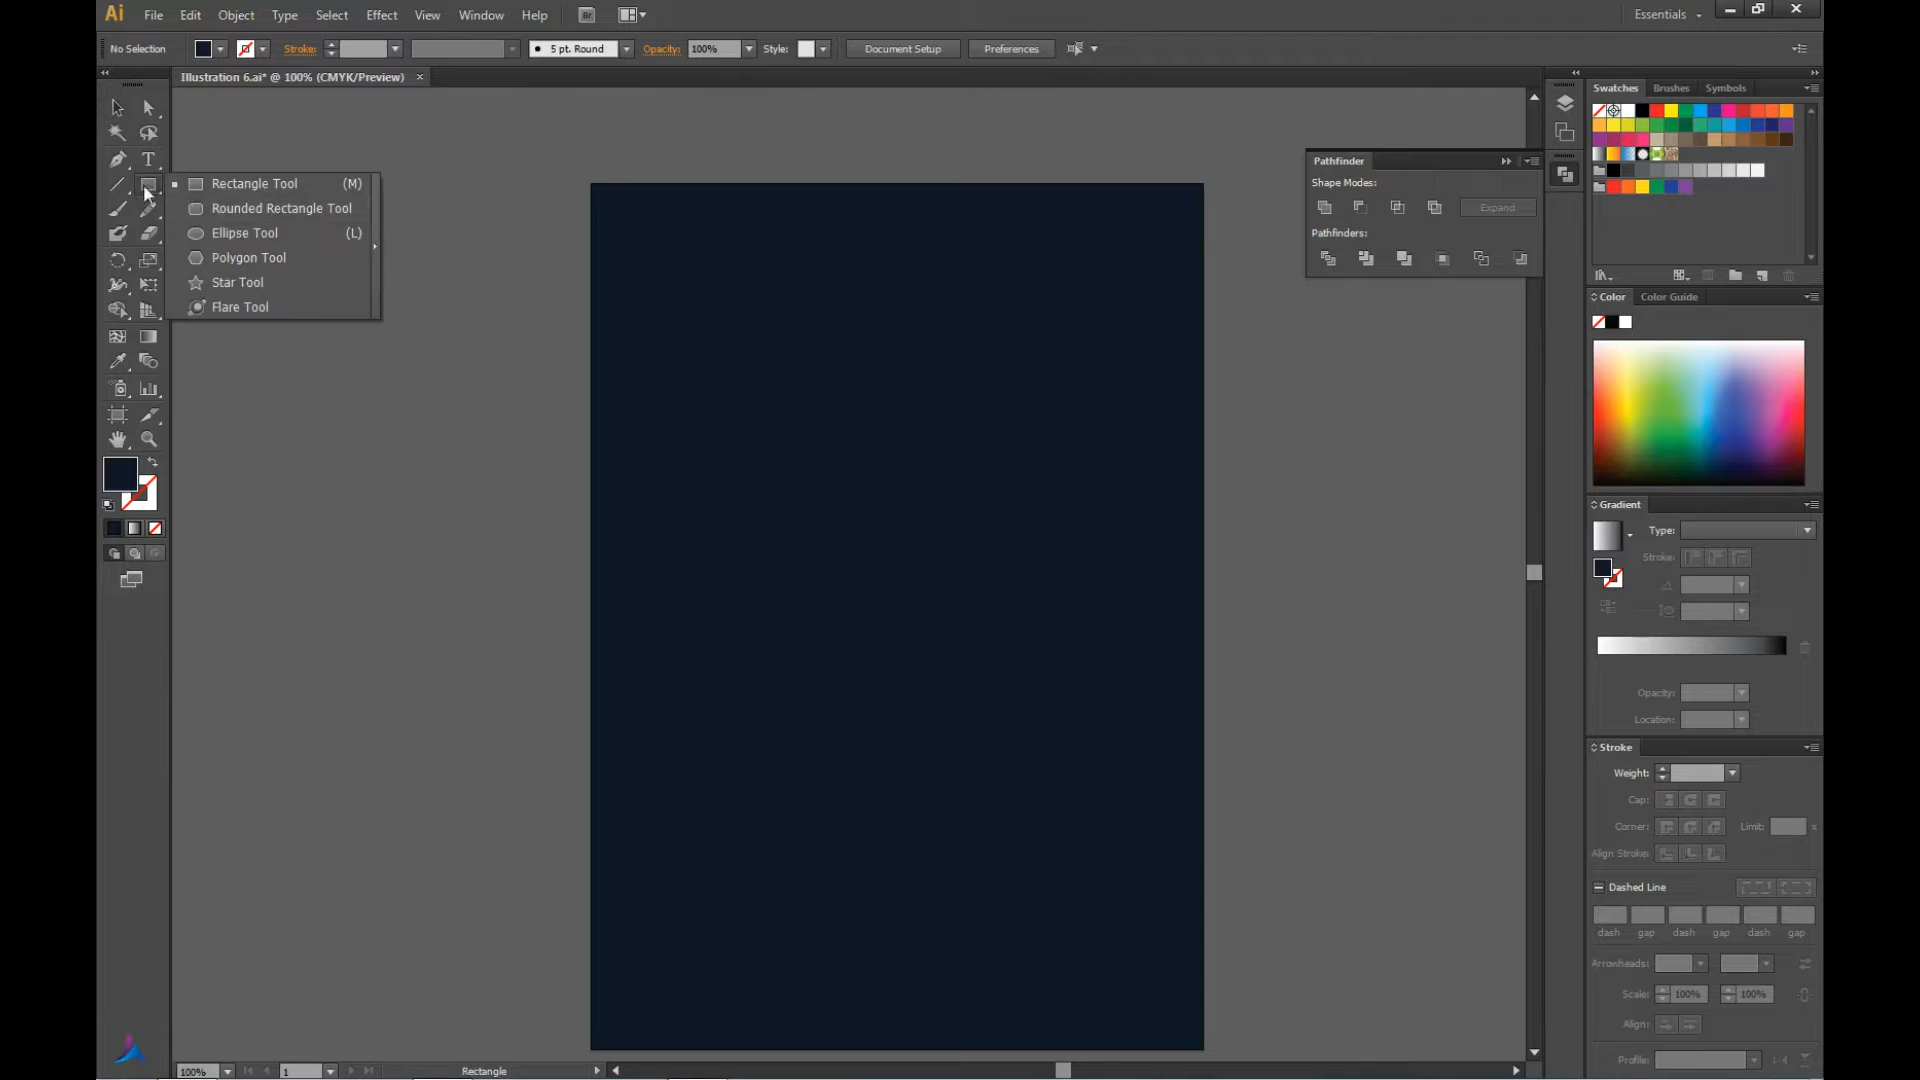 Ai File Edit Object Type Select Effect View Window Help Br Essentials
No Selection Stroke: 5 pt. Round Opacity: 100% Style: Document Setup Preferences
Illustration 6.ai* @ 100% (CMYK/Preview)
Rectangle Tool (M)
Rounded Rectangle Tool
Ellipse Tool (L)
Polygon Tool
Star Tool
Flare Tool
Pathfinder
Shape Modes:
Expand
Pathfinders:
Swatches Brushes Symbols
Color Color Guide
Gradient
Type:
Stroke:
Opacity:
Location:
Stroke
Weight:
Cap:
Corner: Limit: x
Align Stroke:
Dashed Line
dash gap dash gap dash gap
Arrowheads:
Scale: 100% 100%
Align:
Profile:
100% 1 Rectangle